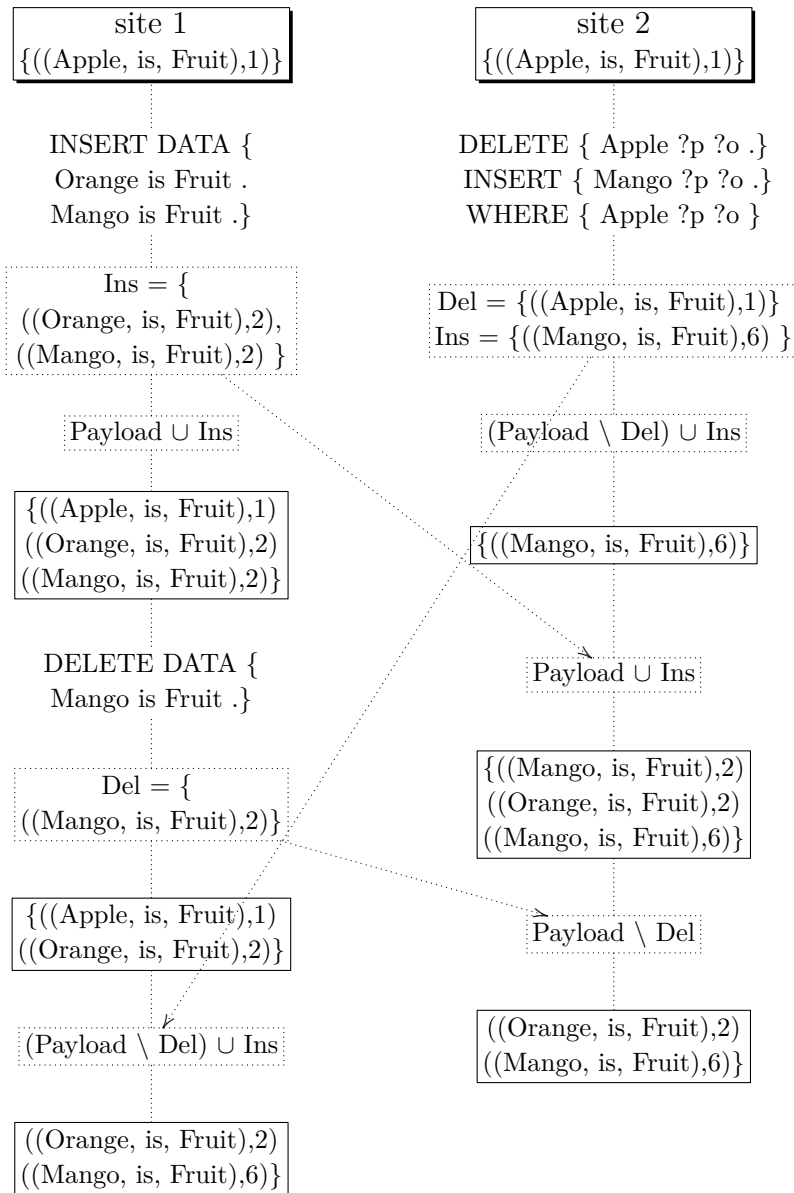 site 1
{((Apple, is, Fruit),1)}
INSERT DATA {
Orange is Fruit .
Mango is Fruit .}
Ins = {
((Orange, is, Fruit),2),
((Mango, is, Fruit),2) }
Payload ∪ Ins
{((Apple, is, Fruit),1)
((Orange, is, Fruit),2)
((Mango, is, Fruit),2)}
DELETE DATA {
Mango is Fruit .}
Del = {
((Mango, is, Fruit),2)}
{((Apple, is, Fruit),1)
((Orange, is, Fruit),2)}
(Payload \ Del) ∪ Ins
((Orange, is, Fruit),2)
((Mango, is, Fruit),6)}
site 2
{((Apple, is, Fruit),1)}
DELETE { Apple ?p ?o .}
INSERT { Mango ?p ?o .}
WHERE { Apple ?p ?o }
Del = {((Apple, is, Fruit),1)}
Ins = {((Mango, is, Fruit),6) }
(Payload \ Del) ∪ Ins
{((Mango, is, Fruit),6)}
Payload ∪ Ins
{((Mango, is, Fruit),2)
((Orange, is, Fruit),2)
((Mango, is, Fruit),6)}
Payload \ Del
((Orange, is, Fruit),2)
((Mango, is, Fruit),6)}